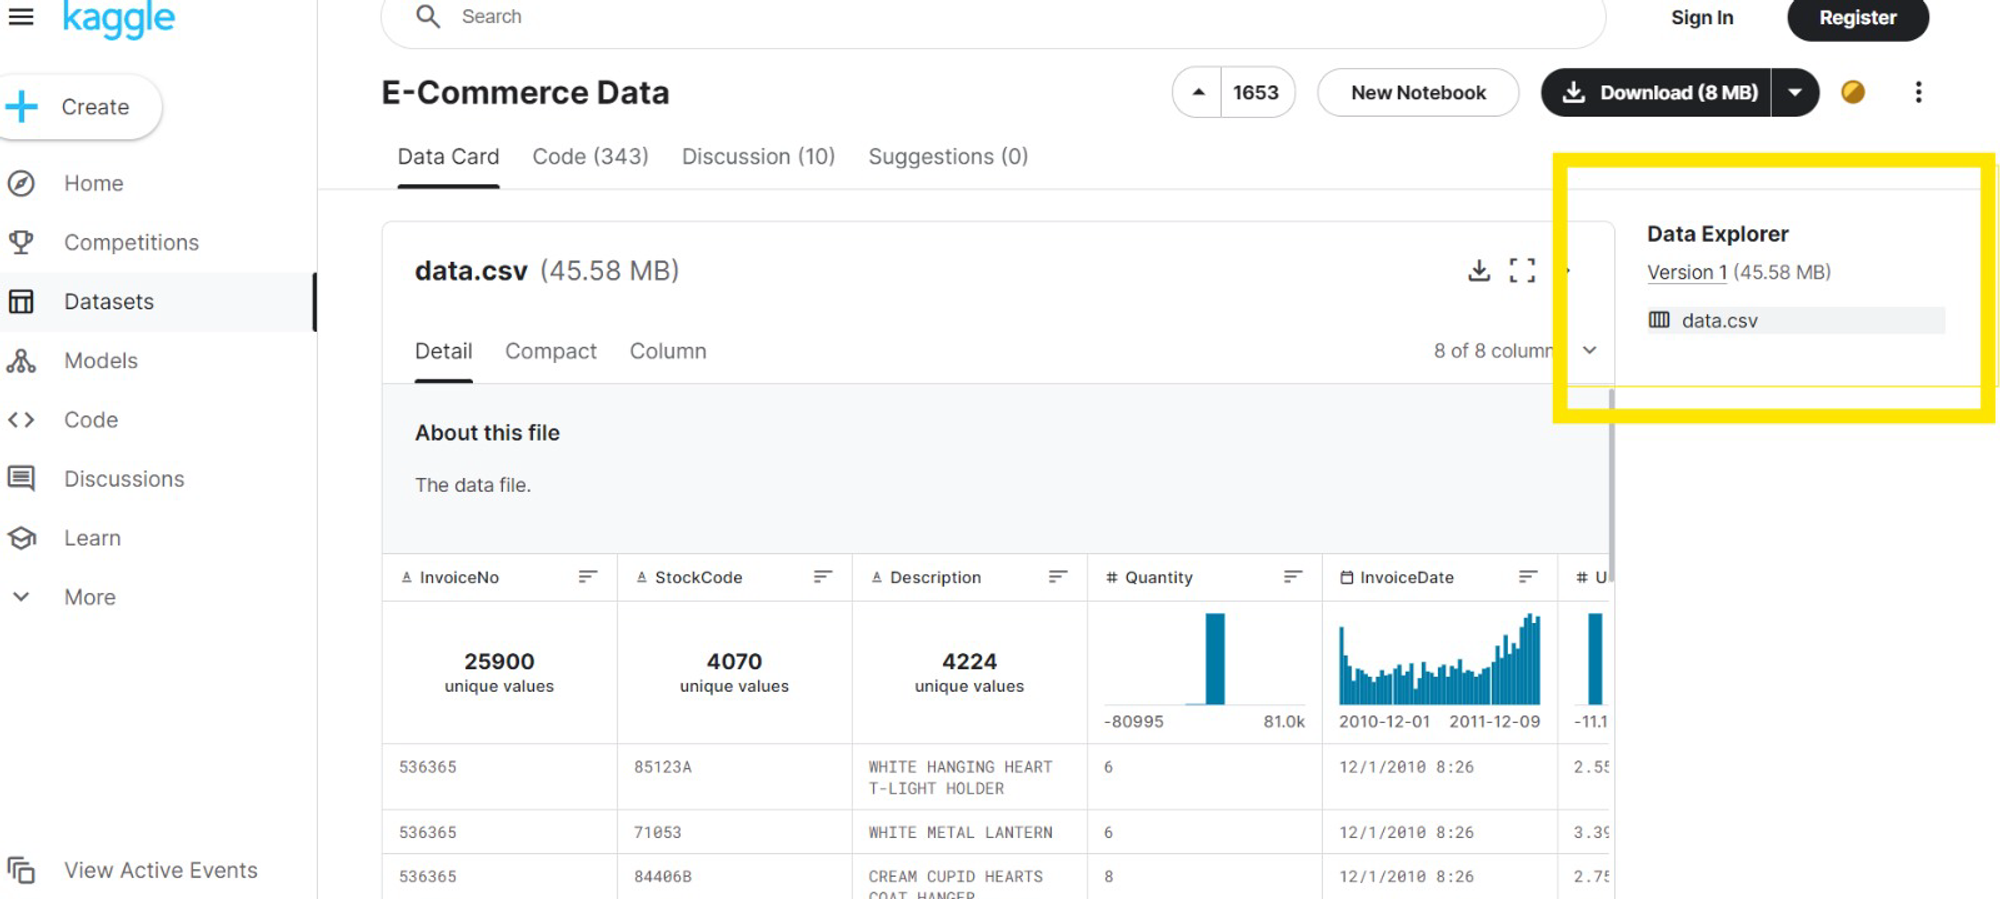 kaggle
Search
Sign In
Register
Create
E-Commerce Data
1653
New Notebook
Download (8 MB)
Data Card
Code (343)
Discussion (10)
Suggestions (0)
Home
Competitions
Datasets
Models
Code
Discussions
Learn
More
View Active Events
data.csv (45.58 MB)
Detail
Compact
Column
8 of 8 column
About this file
The data file.
Data Explorer
Version 1 (45.58 MB)
data.csv
A InvoiceNo
A StockCode
A Description
# Quantity
InvoiceDate
# U
25900
unique values
4070
unique values
4224
unique values
-80995 81.0k
2010-12-01 2011-12-09
-11.1
536365 85123A WHITE HANGING HEART 6 12/1/2010 8:26 2.55
T-LIGHT HOLDER
536365 71053 WHITE METAL LANTERN 6 12/1/2010 8:26 3.39
536365 84406B CREAM CUPID HEARTS 8 12/1/2010 8:26 2.75
COAT HANGER